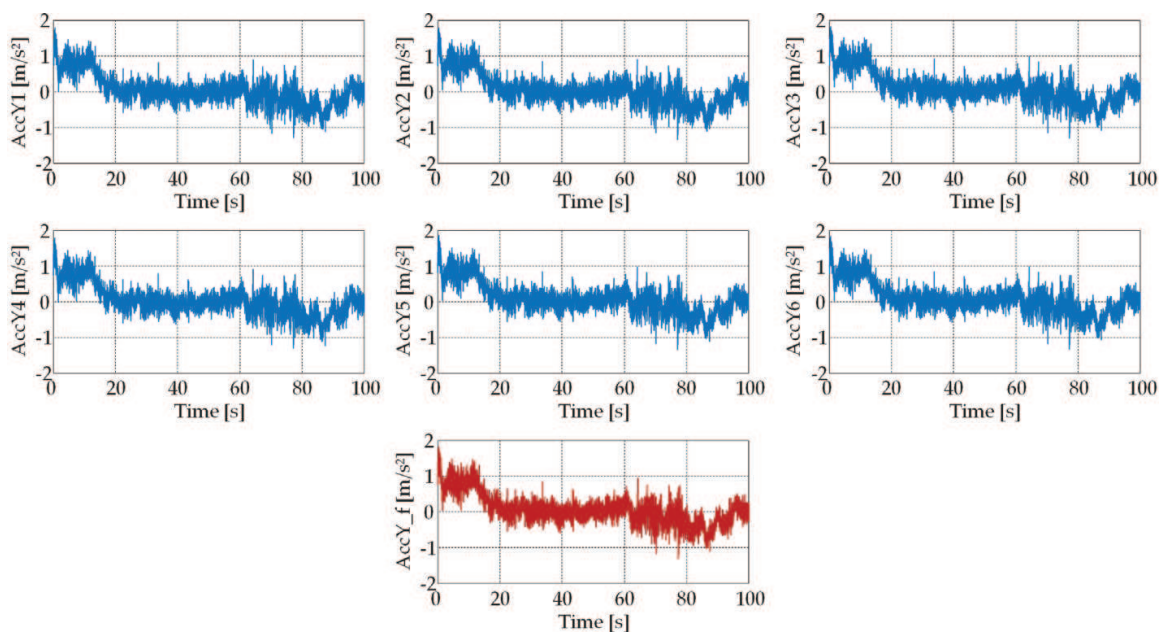 2 2 2
1 1 1
0 0 0
-1 -1 -1
-2 -2 -2
AccY1 [m/s²] AccY2 [m/s²] AccY3 [m/s²]
0 20 40 60 80 100 0 20 40 60 80 100 0 20 40 60 80 100
Time [s] Time [s] Time [s]
2 2 2
1 1 1
0 0 0
-1 -1 -1
-2 -2 -2
AccY4 [m/s²] AccY5 [m/s²] AccY6 [m/s²]
0 20 40 60 80 100 0 20 40 60 80 100 0 20 40 60 80 100
Time [s] Time [s] Time [s]
2
1
0
-1
-2
AccY_f [m/s²]
0 20 40 60 80 100
Time [s]